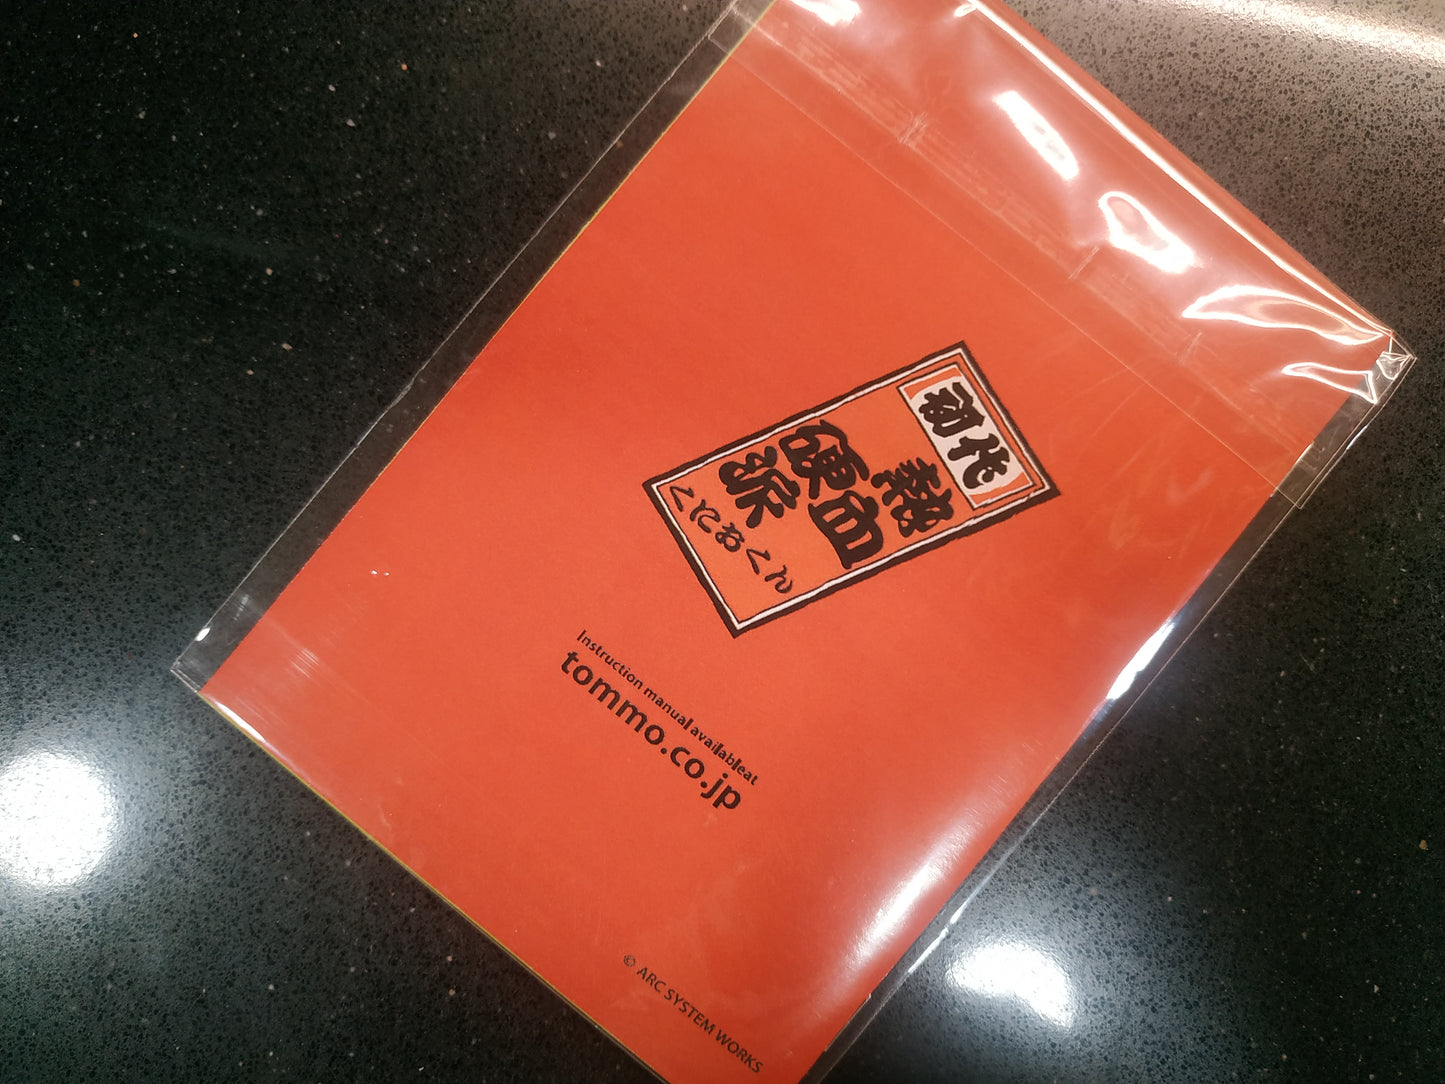 初代
熱血
硬派
くにおくん
Instruction manual available at
tommo.co.jp
© ARC SYSTEM WORKS